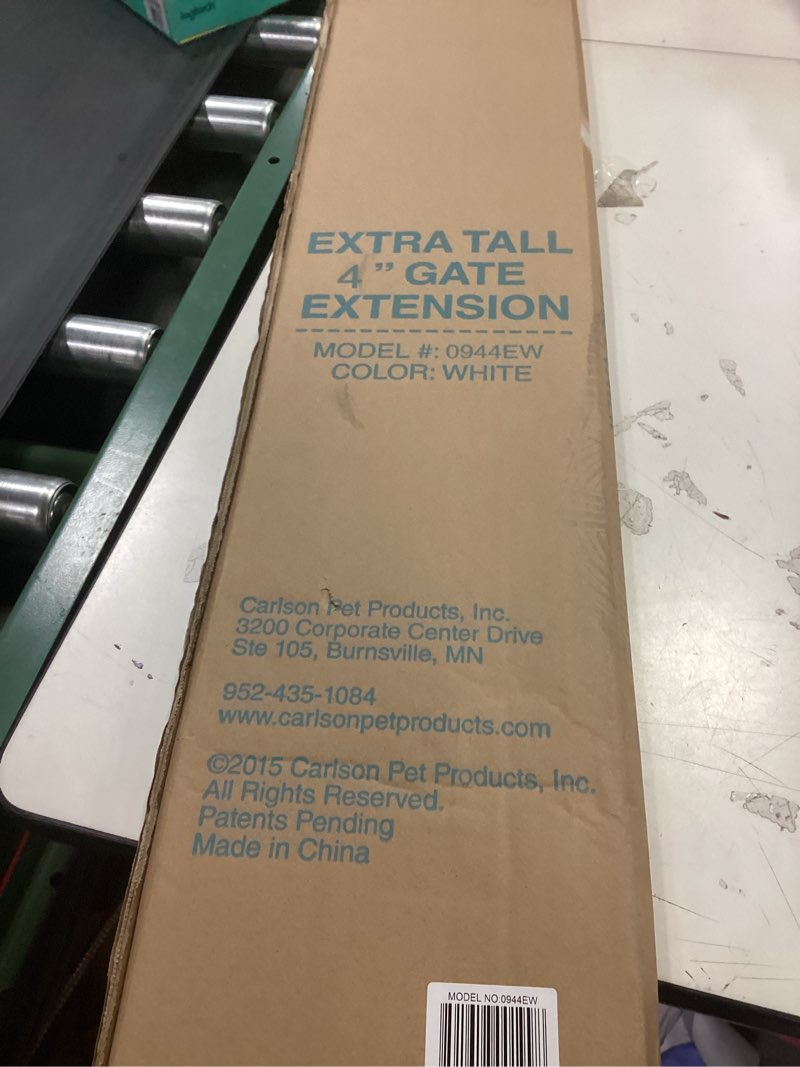 logitech
EXTRA TALL
4" GATE
EXTENSION
MODEL #: 0944EW
COLOR: WHITE
Carlson Pet Products, Inc.
3200 Corporate Center Drive
Ste 105, Burnsville, MN
952-435-1084
www.carlsonpetproducts.com
©2015 Carlson Pet Products, Inc.
All Rights Reserved.
Patents Pending
Made in China
MODEL NO:0944EW